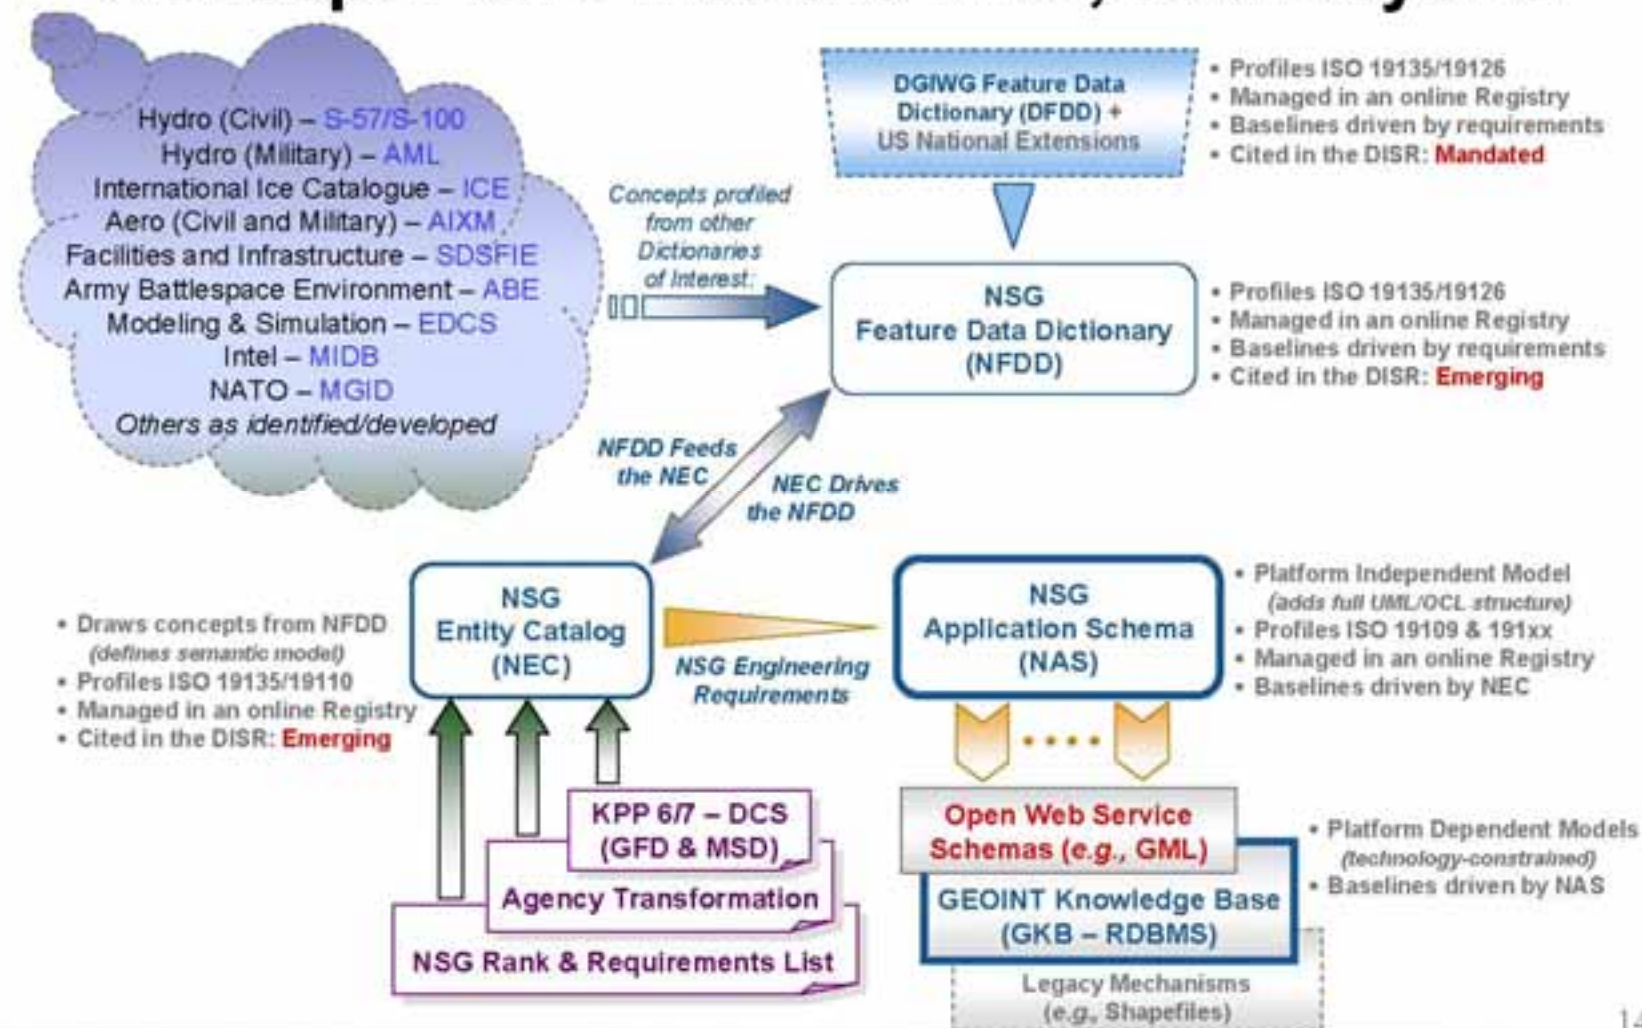 Hydro (Civil) – S-57/S-100
Hydro (Military) – AML
International Ice Catalogue – ICE
Aero (Civil and Military) – AIXM
Facilities and Infrastructure – SDSFIE
Army Battlespace Environment – ABE
Modeling & Simulation – EDCS
Intel – MIDB
NATO – MGID
Others as identified/developed
Concepts profiled
from other
Dictionaries
of Interest:
DGIWG Feature Data
Dictionary (DFDD) +
US National Extensions
• Profiles ISO 19135/19126
• Managed in an online Registry
• Baselines driven by requirements
• Cited in the DISR: Mandated
NSG
Feature Data Dictionary
(NFDD)
• Profiles ISO 19135/19126
• Managed in an online Registry
• Baselines driven by requirements
• Cited in the DISR: Emerging
NFDD Feeds
the NEC
NEC Drives
the NFDD
• Draws concepts from NFDD
(defines semantic model)
• Profiles ISO 19135/19110
• Managed in an online Registry
• Cited in the DISR: Emerging
NSG
Entity Catalog
(NEC)
NSG Engineering
Requirements
NSG
Application Schema
(NAS)
• Platform Independent Model
(adds full UML/OCL structure)
• Profiles ISO 19109 & 191xx
• Managed in an online Registry
• Baselines driven by NEC
KPP 6/7 – DCS
(GFD & MSD)
Agency Transformation
NSG Rank & Requirements List
Open Web Service
Schemas (e.g., GML)
GEOINT Knowledge Base
(GKB – RDBMS)
Legacy Mechanisms
(e.g., Shapefiles)
• Platform Dependent Models
(technology-constrained)
• Baselines driven by NAS